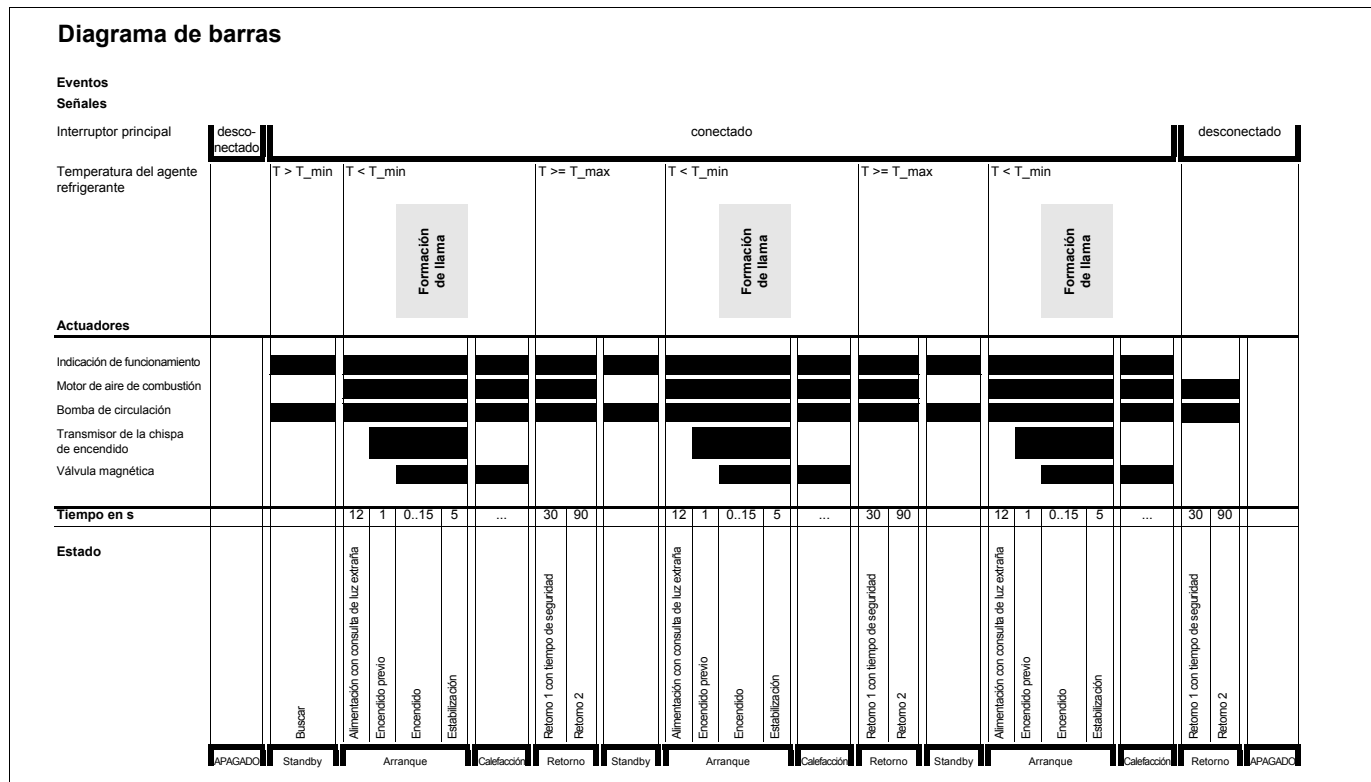 Diagrama de barras
Eventos
Señales
Interruptor principal
desco-
nectado
conectado
desconectado
Temperatura del agente
refrigerante
T > T_min
T < T_min
T >= T_max
T < T_min
T >= T_max
T < T_min
Formación
de llama
Formación
de llama
Formación
de llama
Actuadores
Indicación de funcionamiento
Motor de aire de combustión
Bomba de circulación
Transmisor de la chispa
de encendido
Válvula magnética
Tiempo en s
12 1 0..15 5 ... 30 90 12 1 0..15 5 ... 30 90 12 1 0..15 5 ... 30 90
Estado
Buscar
Alimentación con consulta de luz extraña
Encendido previo
Encendido
Estabilización
Retorno 1 con tiempo de seguridad
Retorno 2
Alimentación con consulta de luz extraña
Encendido previo
Encendido
Estabilización
Retorno 1 con tiempo de seguridad
Retorno 2
Alimentación con consulta de luz extraña
Encendido previo
Encendido
Estabilización
Retorno 1 con tiempo de seguridad
Retorno 2
APAGADO Standby Arranque Calefacción Retorno Standby Arranque Calefacción Retorno Standby Arranque Calefacción Retorno APAGADO